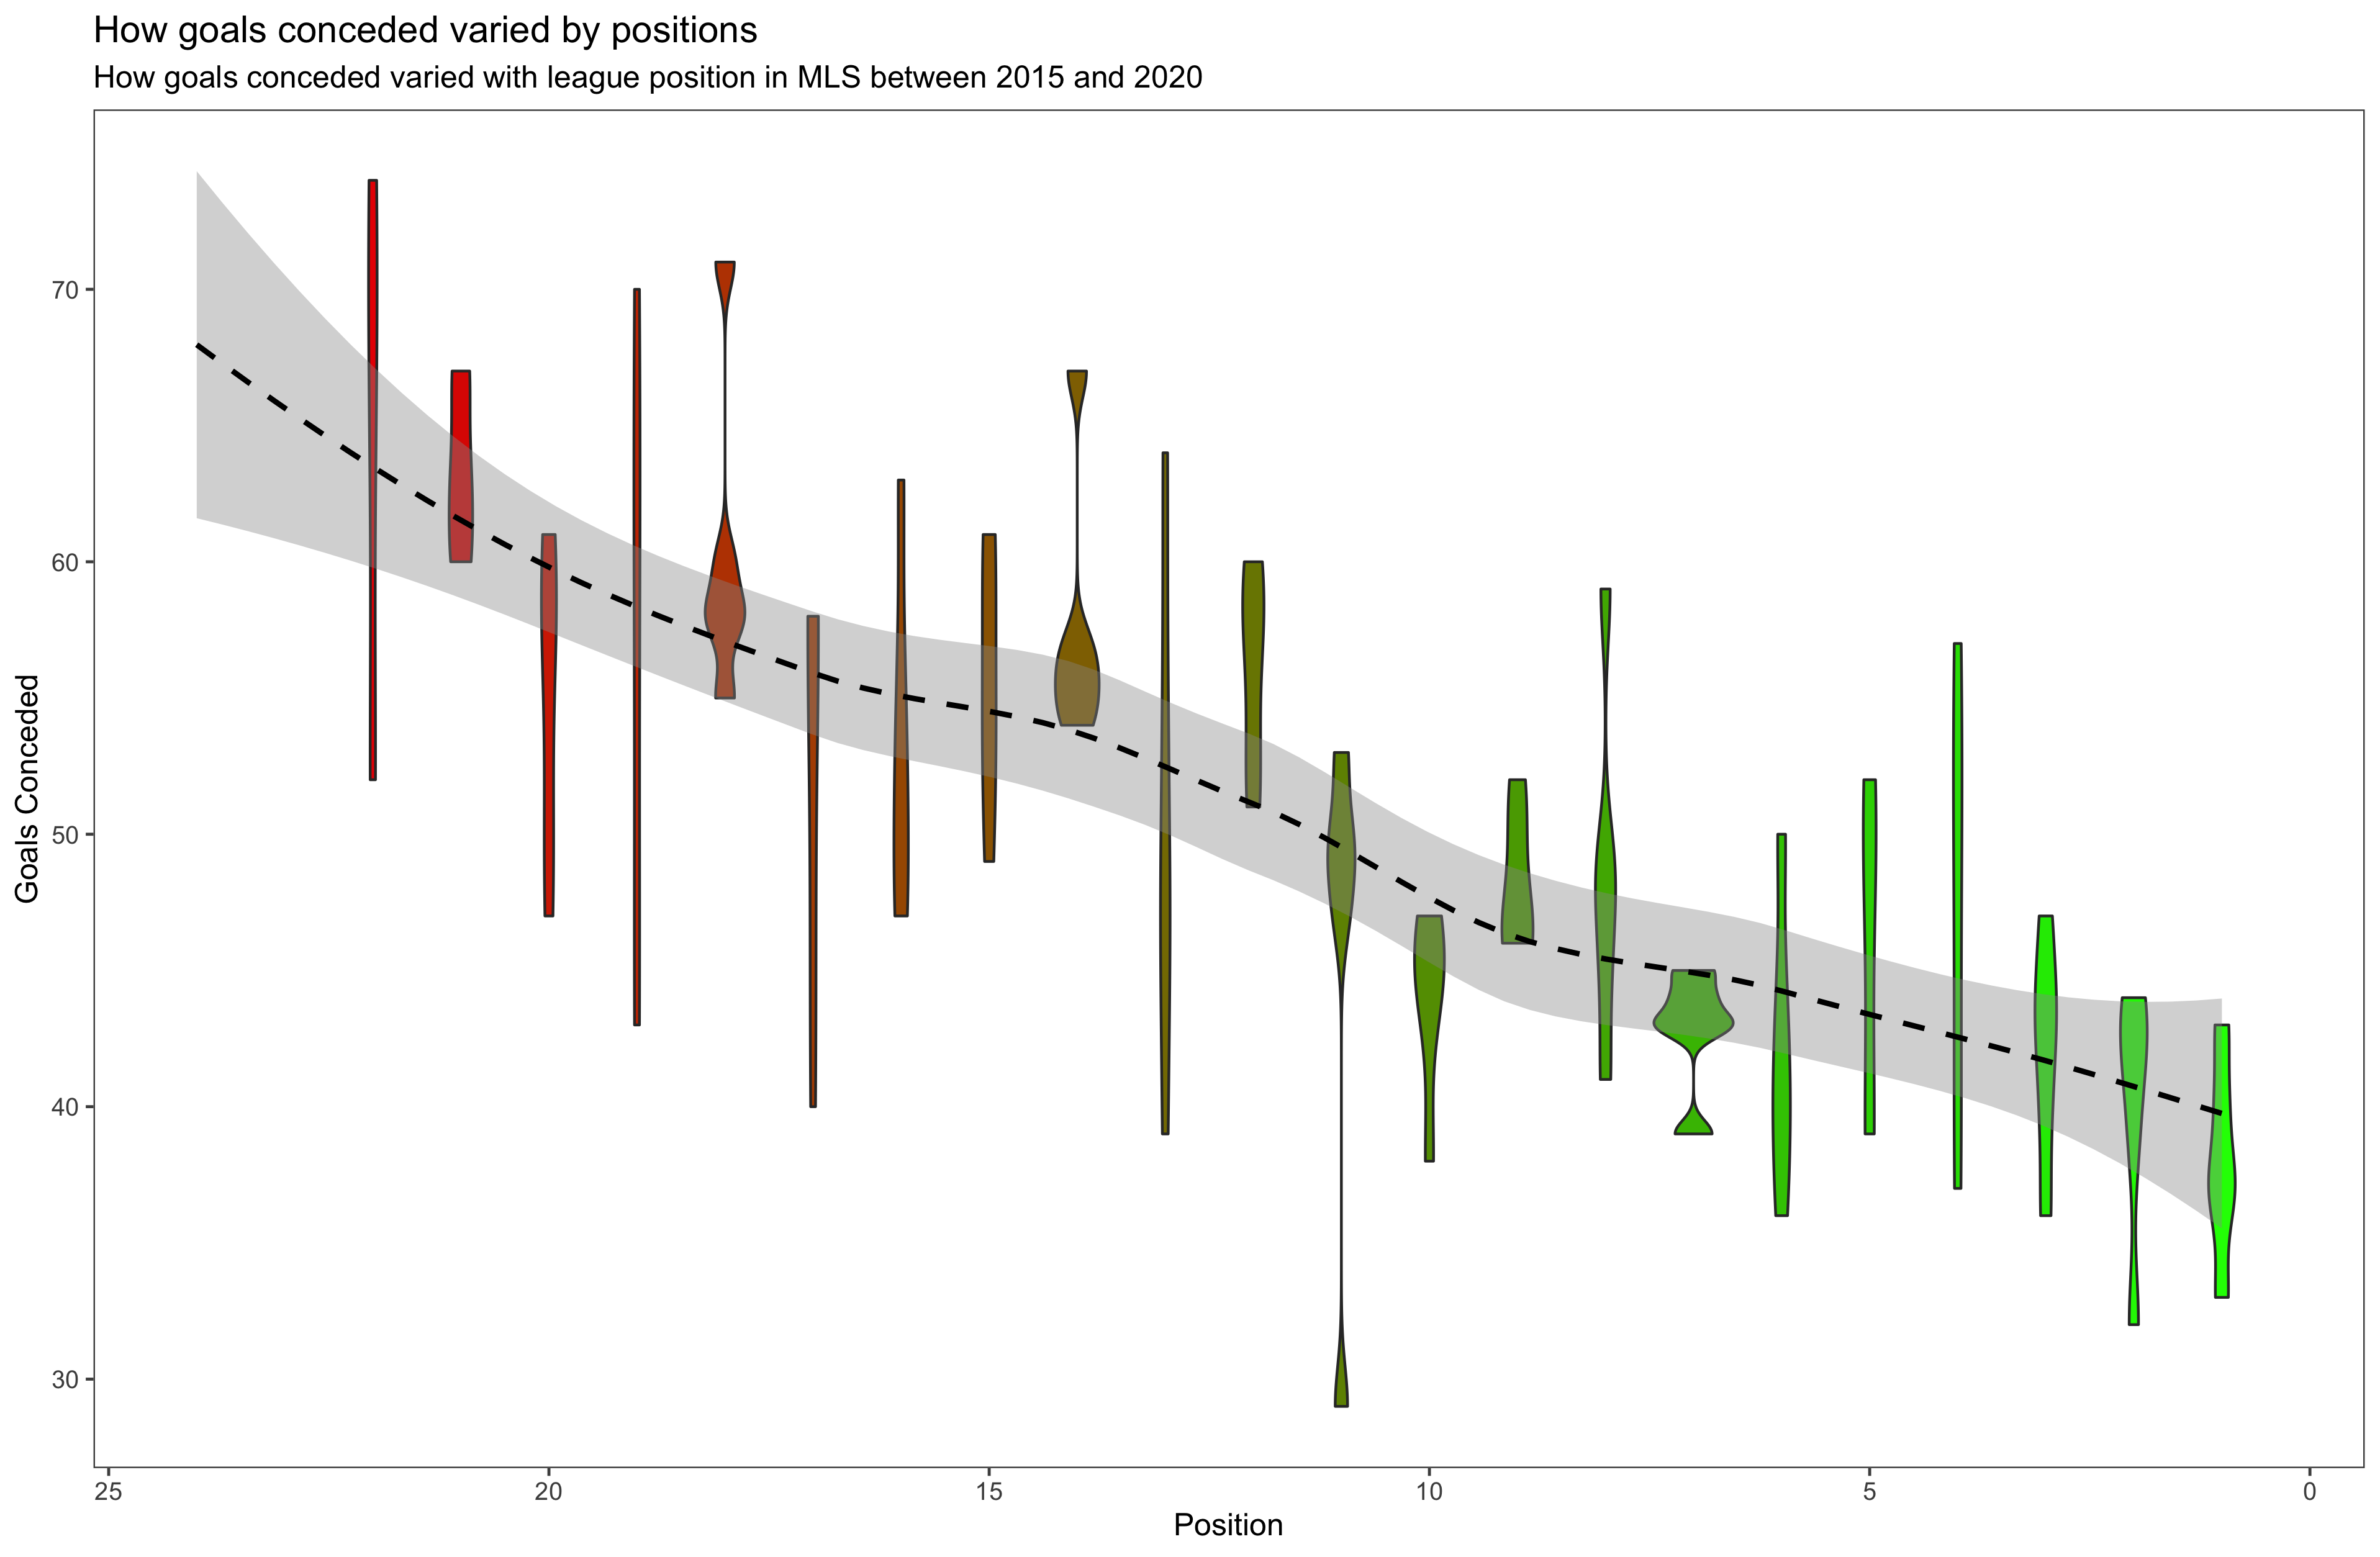 How goals conceded varied by positions
How goals conceded varied with league position in MLS between 2015 and 2020
Goals Conceded
70
60
50
40
30
25 20 15 10 5 0
Position